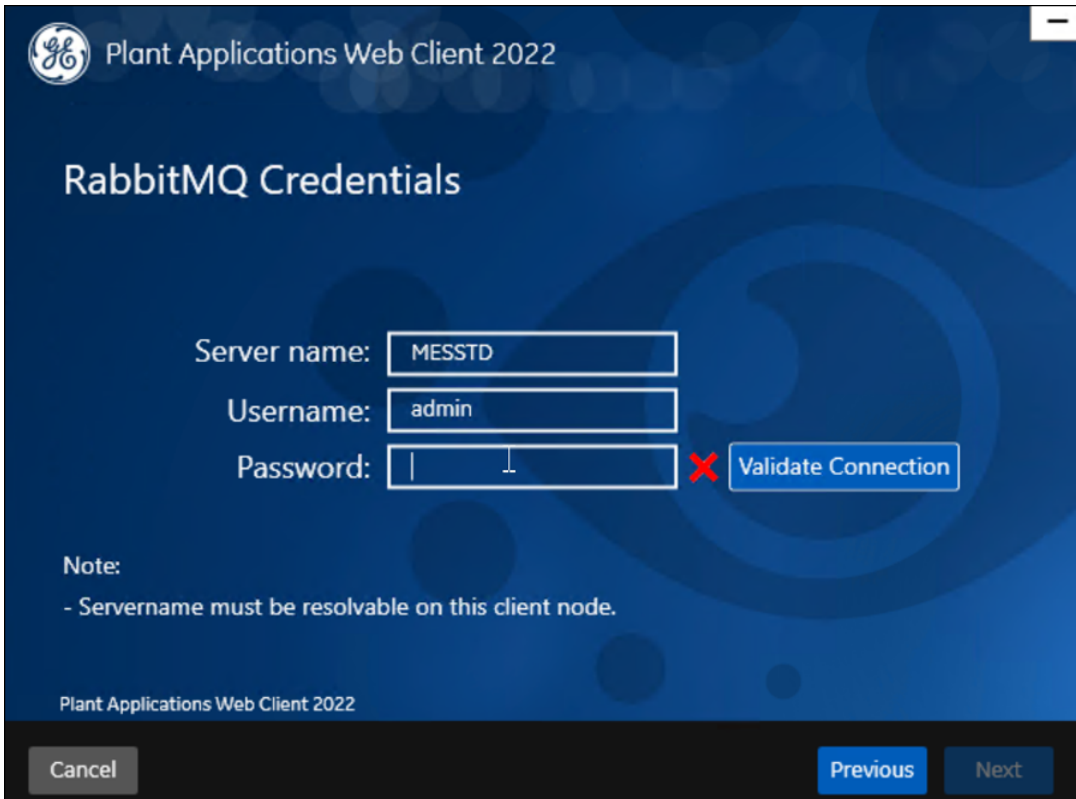 Plant Applications Web Client 2022
RabbitMQ Credentials
Server name: MESSTD
Username: admin
Password:
Validate Connection
Note:
- Servername must be resolvable on this client node.
Plant Applications Web Client 2022
Cancel
Previous
Next